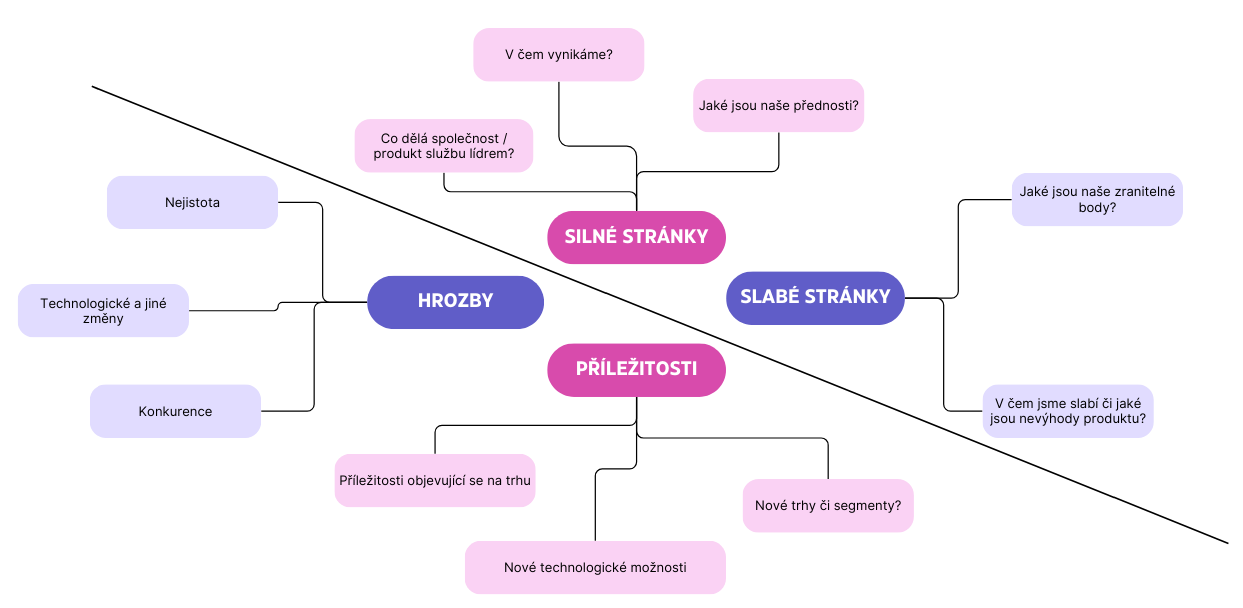 V čem vynikáme?
Jaké jsou naše přednosti?
Co dělá společnost /
produkt službu lídrem?
SILNÉ STRÁNKY
Jaké jsou naše zranitelné
body?
SLABÉ STRÁNKY
V čem jsme slabí či jaké
jsou nevýhody produktu?
Nejistota
Technologické a jiné
změny
Konkurence
HROZBY
PŘÍLEŽITOSTI
Příležitosti objevující se na trhu
Nové trhy či segmenty?
Nové technologické možnosti